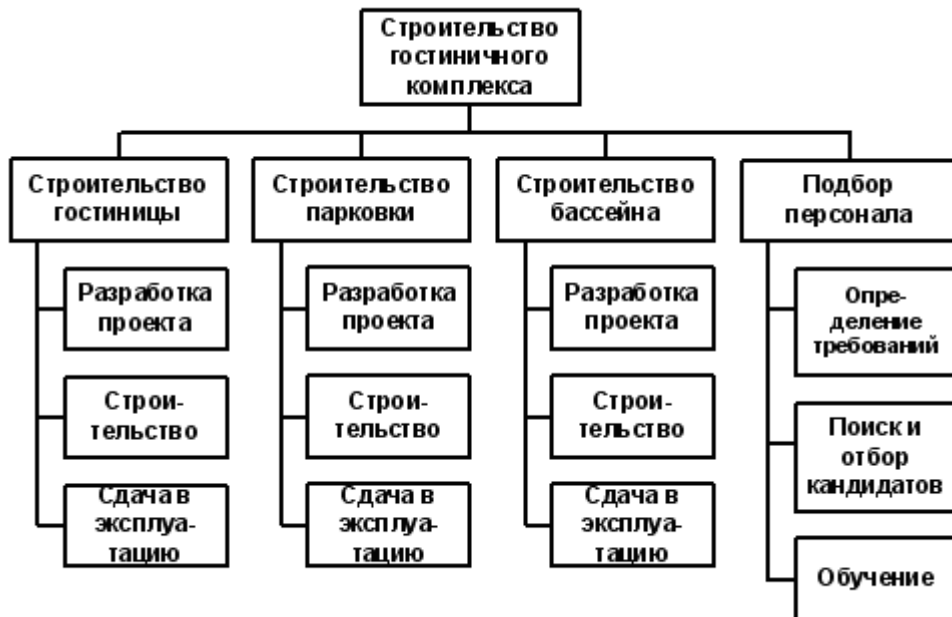 Строительство
гостиничного
комплекса
Строительство
гостиницы
Разработка
проекта
Строи-
тельство
Сдача в
эксплуа-
тацию
Строительство
парковки
Разработка
проекта
Строи-
тельство
Сдача в
эксплуа-
тацию
Строительство
бассейна
Разработка
проекта
Строи-
тельство
Сдача в
эксплуа-
тацию
Подбор
персонала
Опре-
деление
требований
Поиск и
отбор
кандидатов
Обучение